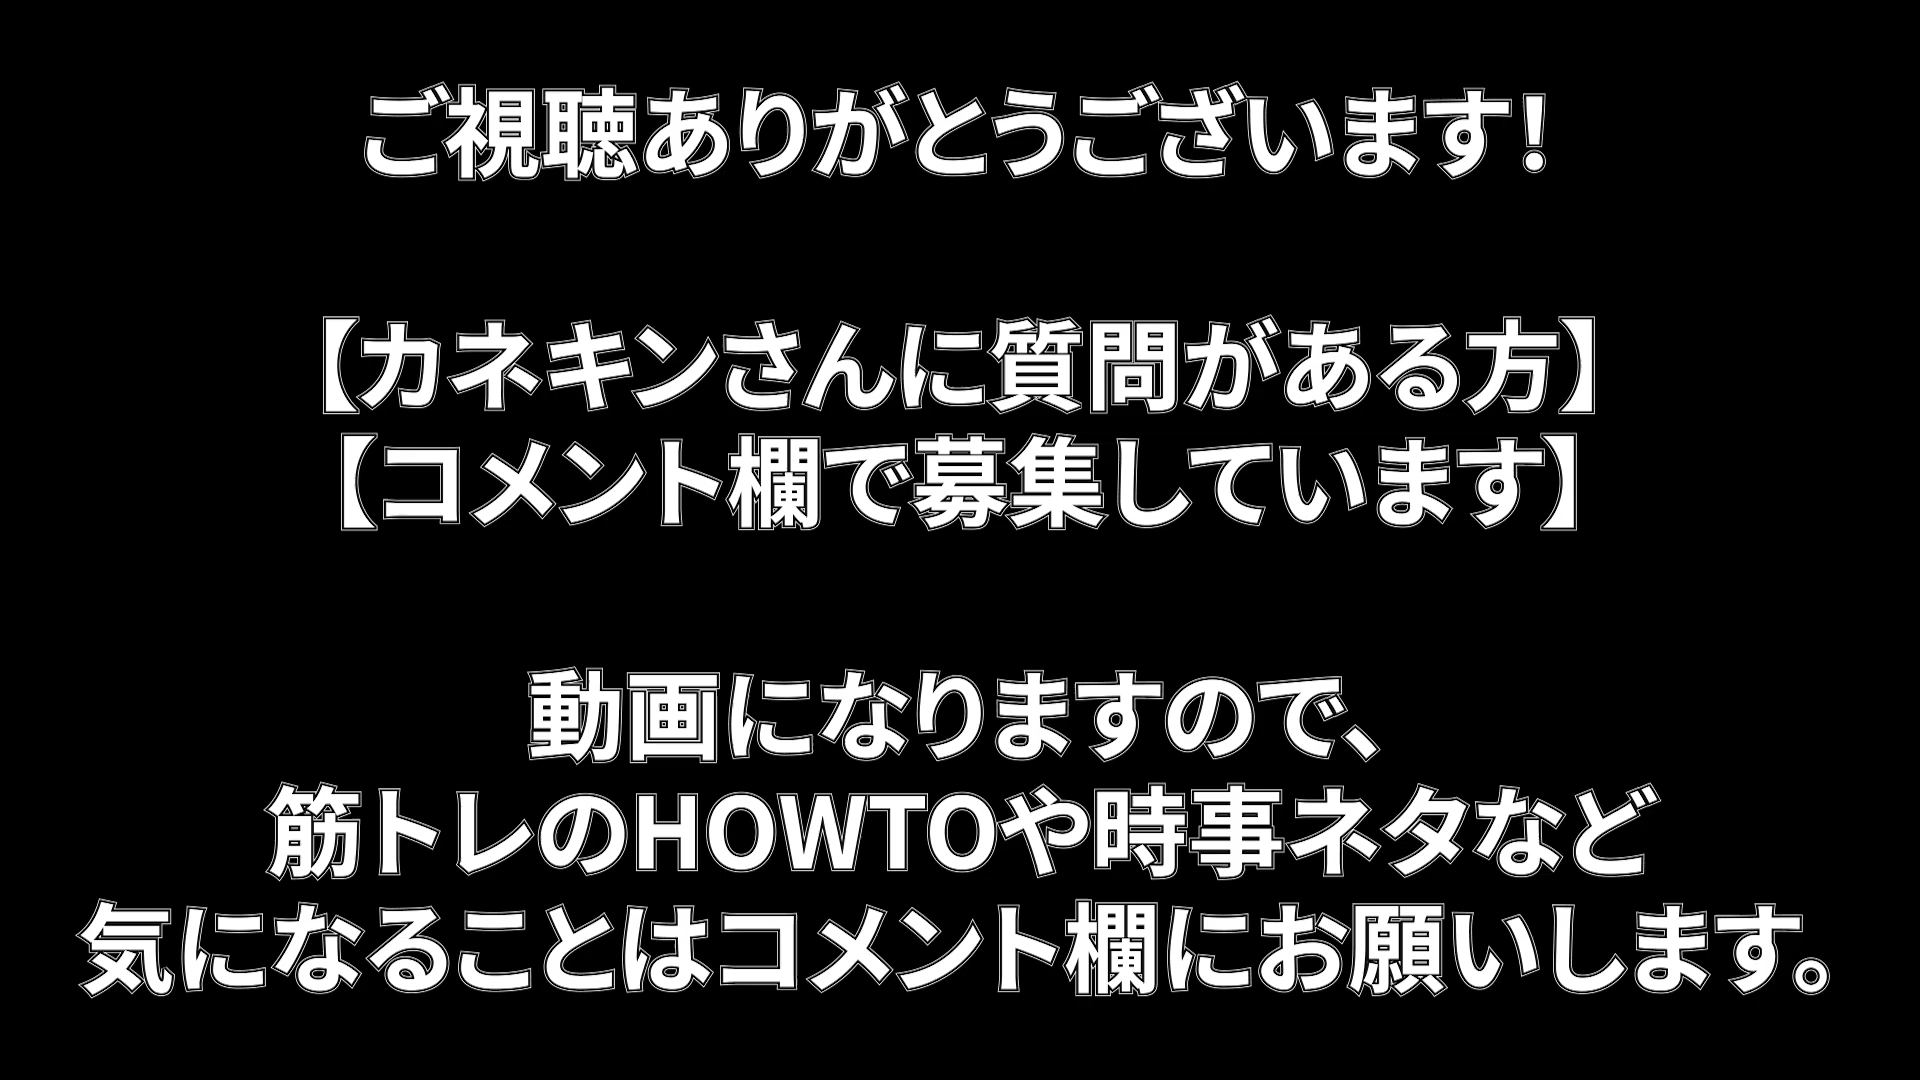 ご視聴ありがとうございます!
【カネキンさんに質問がある方】
【コメント欄で募集しています】
動画になりますので、
筋トレのHOWTOや時事ネタなど
気になることはコメント欄にお願いします。